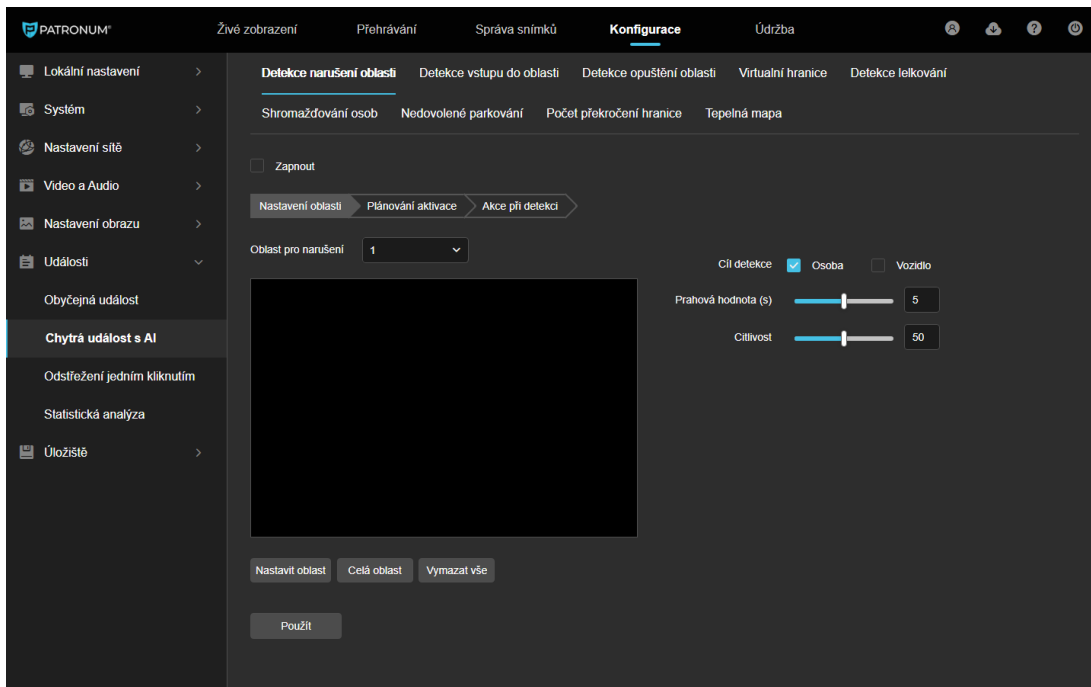 PATRONUM® Živé zobrazení Přehrávání Správa snímků Konfigurace Údržba
Lokální nastavení
Systém
Nastavení sítě
Video a Audio
Nastavení obrazu
Události
Obyčejná událost
Chytrá událost s AI
Odstřežení jedním kliknutím
Statistická analýza
Úložiště
Detekce narušení oblasti Detekce vstupu do oblasti Detekce opuštění oblasti Virtualní hranice Detekce lelkování
Shromažďování osob Nedovolené parkování Počet překročení hranice Tepelná mapa
Zapnout
Nastavení oblasti Plánování aktivace Akce při detekci
Oblast pro narušení 1
Cíl detekce Osoba Vozidlo
Prahová hodnota (s) 5
Citlivost 50
Nastavit oblast Celá oblast Vymazat vše
Použít